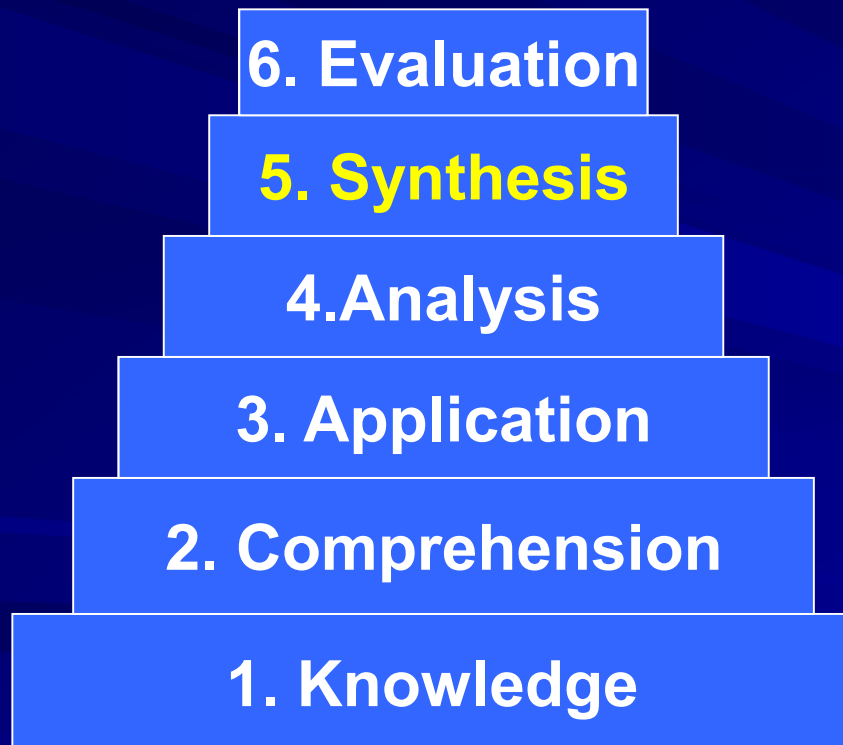 6. Evaluation
5. Synthesis
4.Analysis
3. Application
2. Comprehension
1. Knowledge